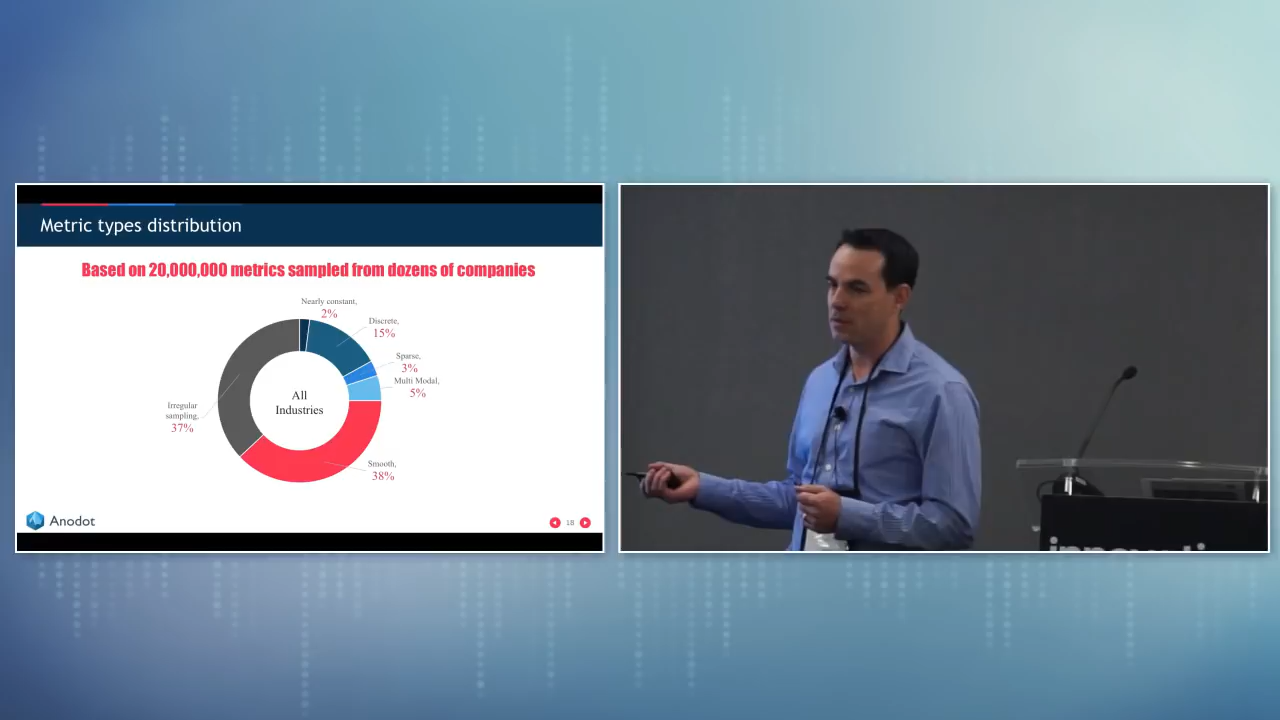 Metric types distribution
Based on 20,000,000 metrics sampled from dozens of companies
Nearly constant,
2%
Discrete,
15%
Sparse,
3%
Multi Modal,
5%
All
Industries
Irregular
sampling,
37%
Smooth,
38%
Anodot
18